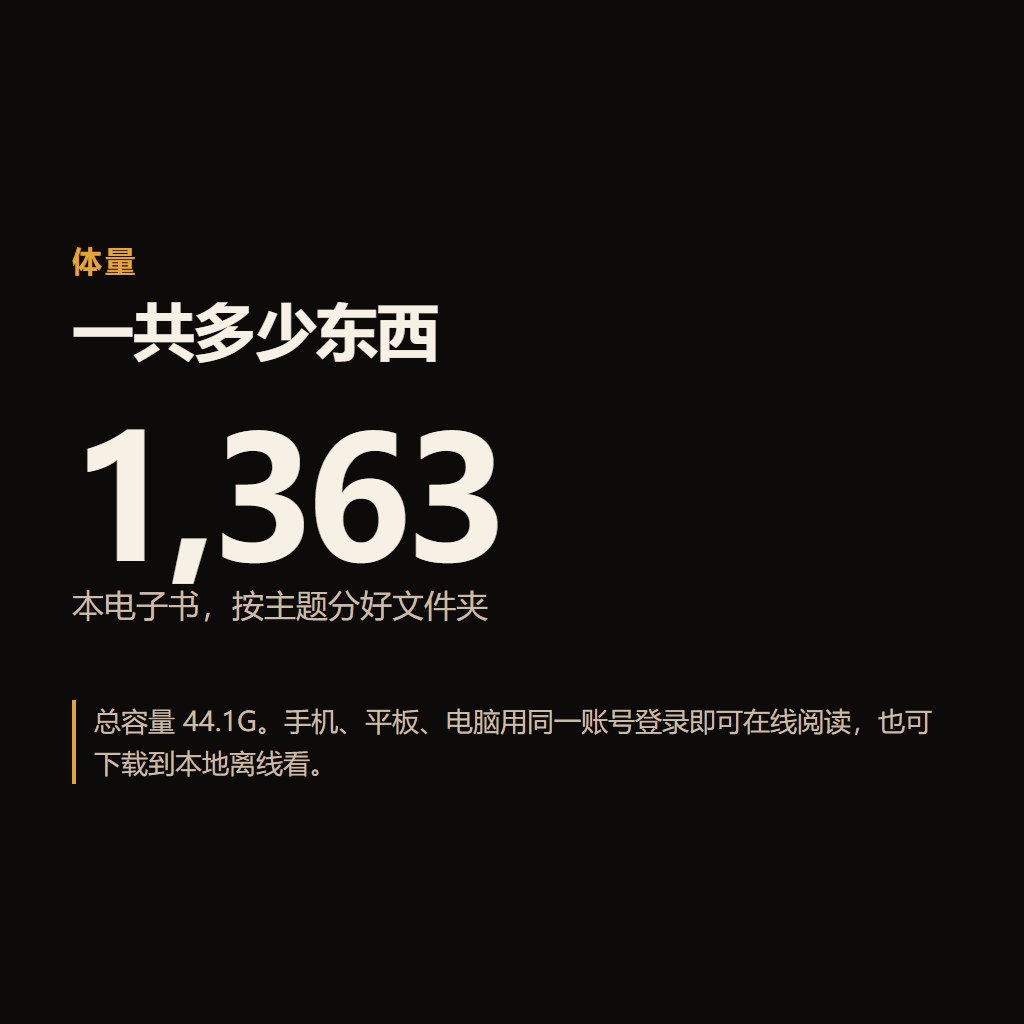 体量
一共多少东西
1,363
本电子书，按主题分好文件夹
总容量 44.1G。手机、平板、电脑用同一账号登录即可在线阅读，也可
下载到本地离线看。